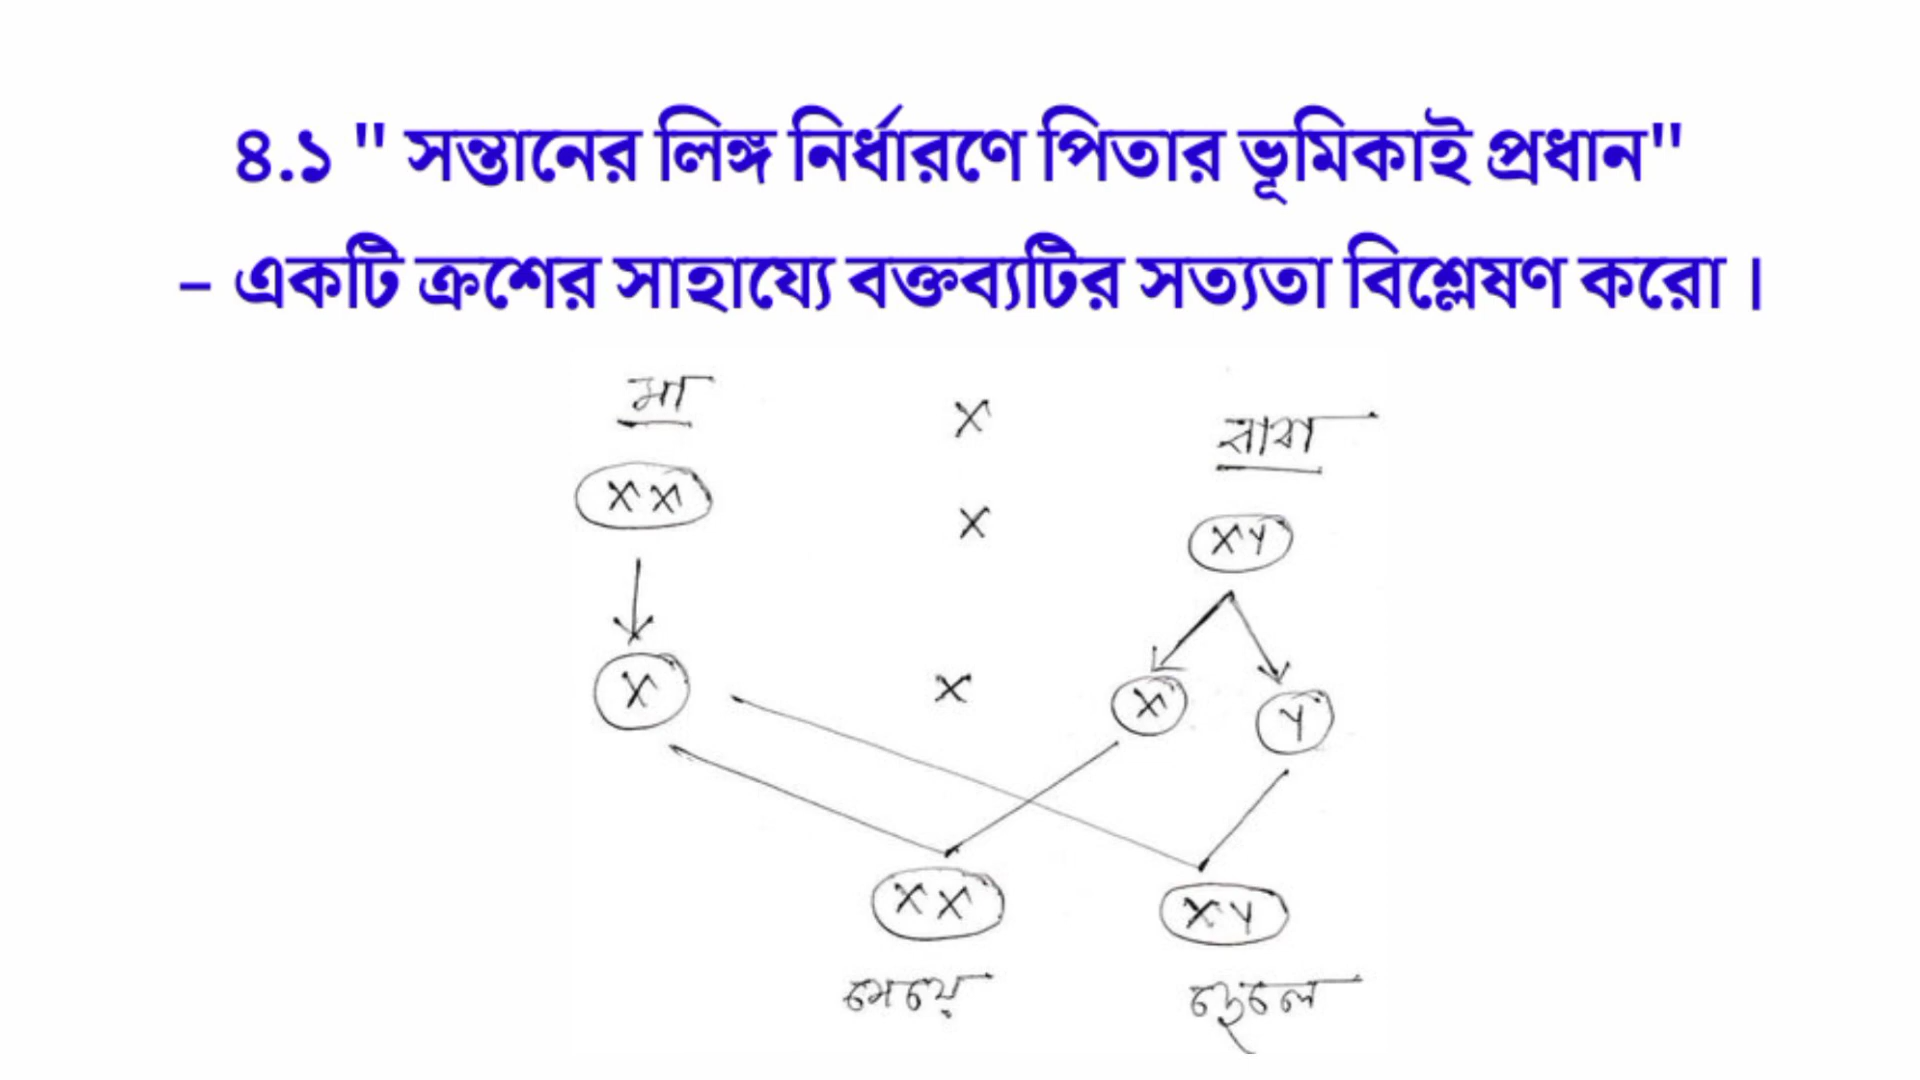 ৪.১ " সন্তানের লিঙ্গ নির্ধারণে পিতার ভূমিকাই প্রধান"
– একটি ক্রশের সাহায্যে বক্তব্যটির সত্যতা বিশ্লেষণ করো ।
মা X বাবা
XX X XY
X X X Y
XX XY
মেয়ে ছেলে